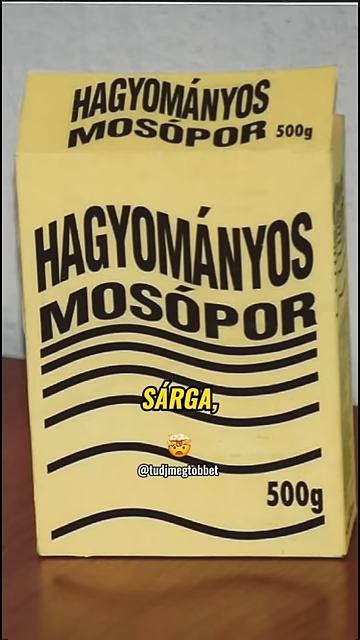 HAGYOMÁNYOS
MOSÓPOR 500g
HAGYOMÁNYOS
MOSÓPOR
SÁRGA,
@tudjmegtobbet
500g